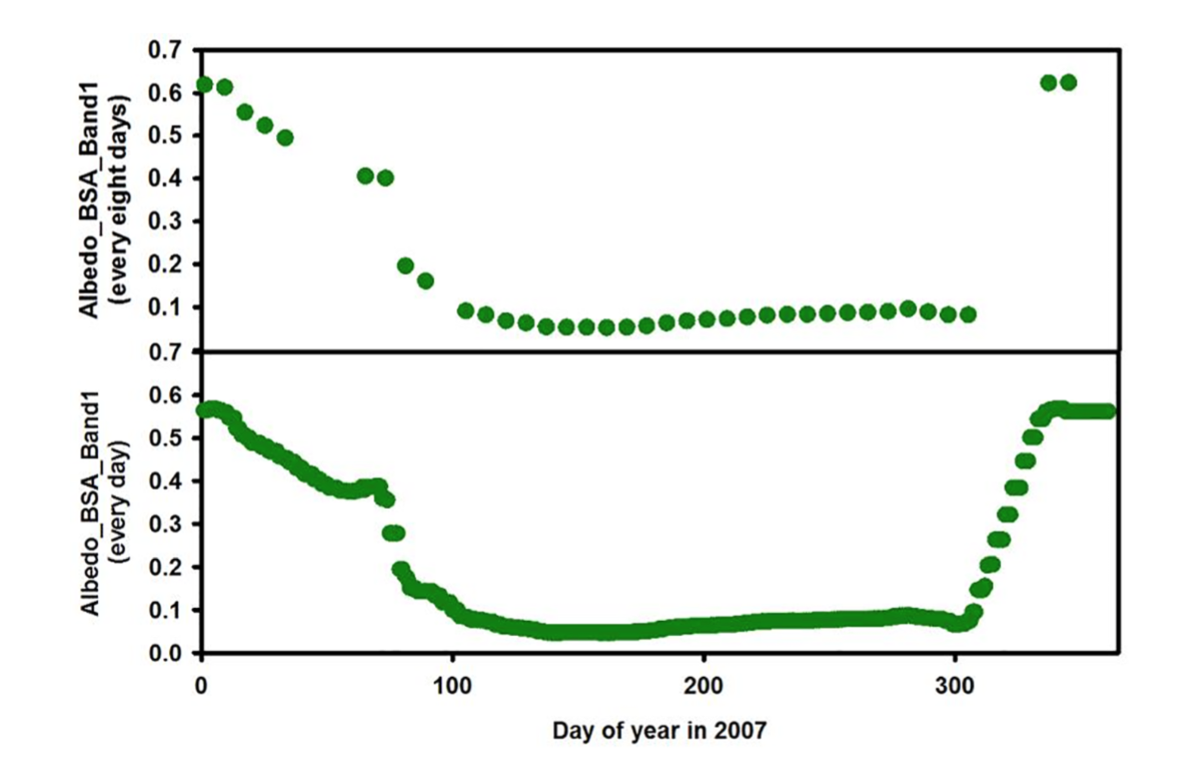 0.7
0.6
0.5
0.4
0.3
0.2
0.1
Albedo_BSA_Band1
(every eight days)
0.7
0.6
0.5
0.4
0.3
0.2
0.1
0.0
Albedo_BSA_Band1
(every day)
0 100 200 300
Day of year in 2007